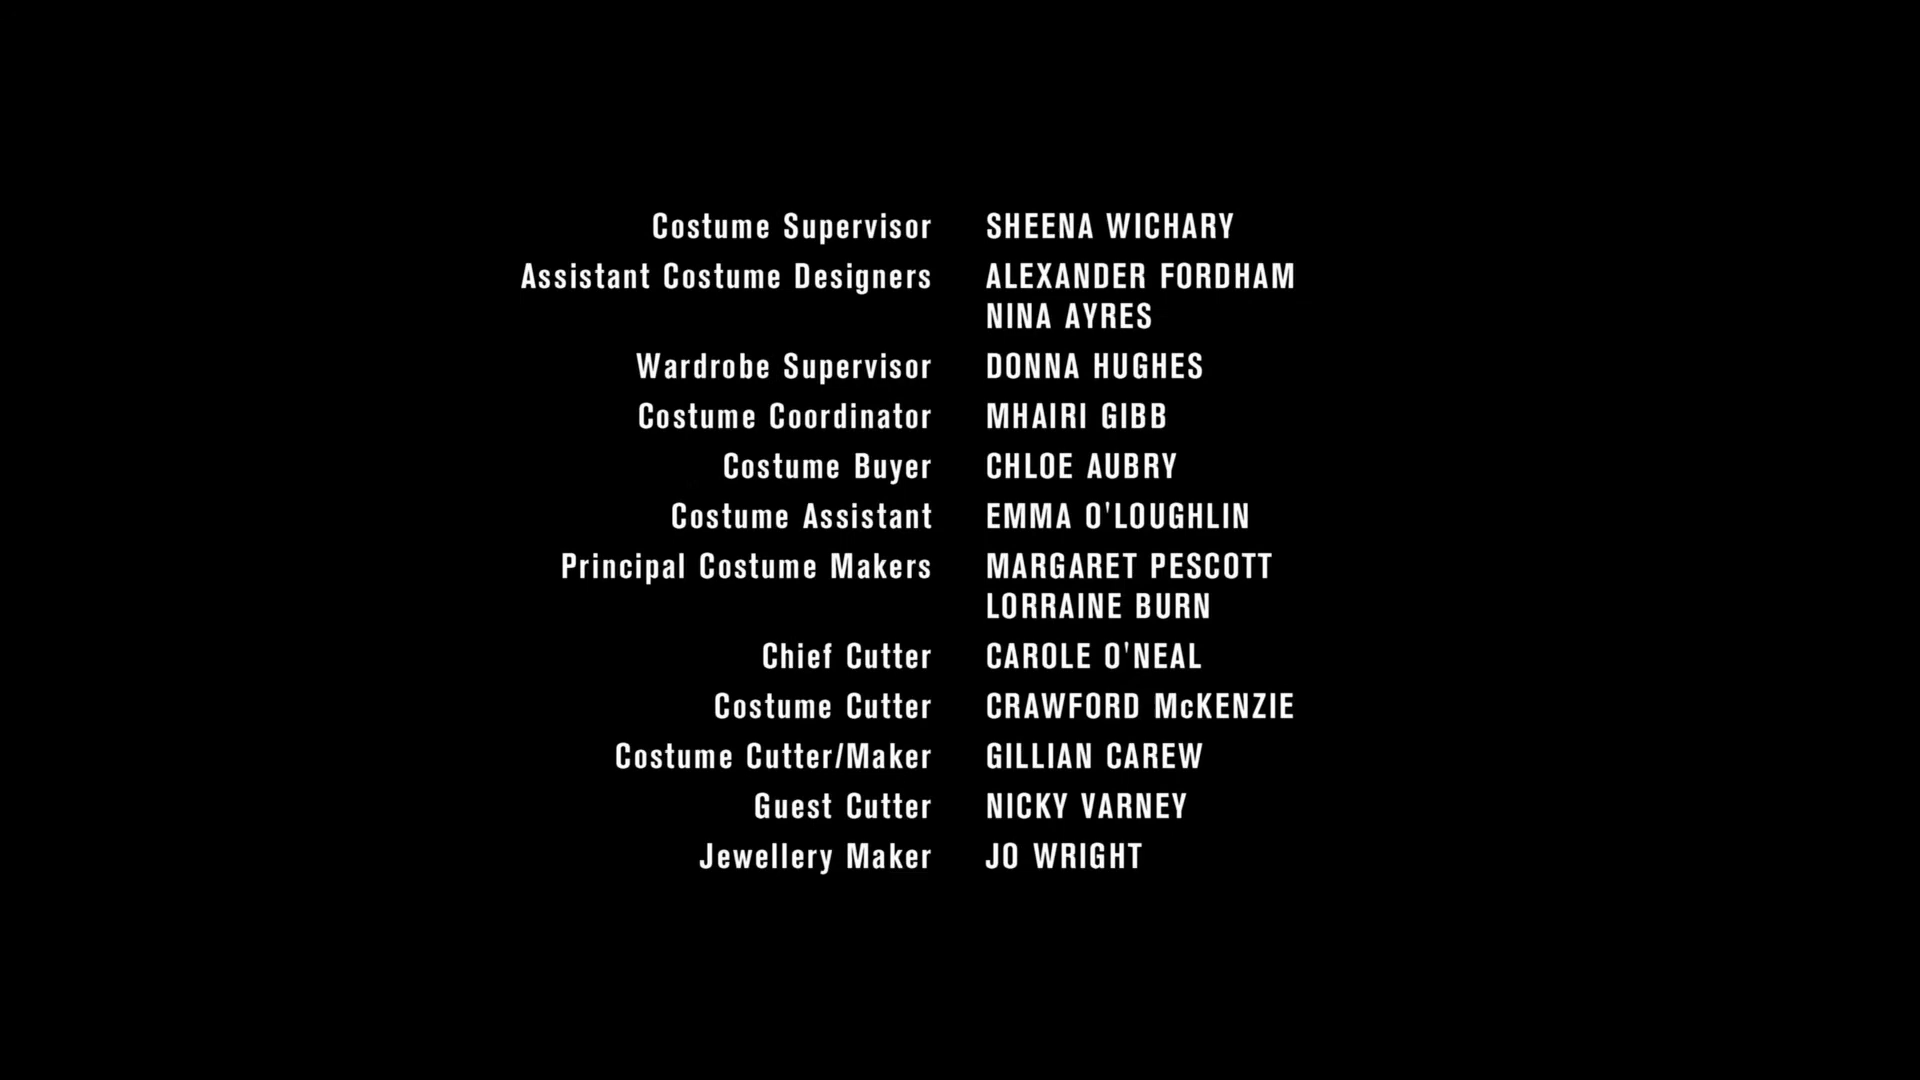 Costume Supervisor SHEENA WICHARY
Assistant Costume Designers ALEXANDER FORDHAM
NINA AYRES
Wardrobe Supervisor DONNA HUGHES
Costume Coordinator MHAIRI GIBB
Costume Buyer CHLOE AUBRY
Costume Assistant EMMA O'LOUGHLIN
Principal Costume Makers MARGARET PESCOTT
LORRAINE BURN
Chief Cutter CAROLE O'NEAL
Costume Cutter CRAWFORD McKENZIE
Costume Cutter/Maker GILLIAN CAREW
Guest Cutter NICKY VARNEY
Jewellery Maker JO WRIGHT